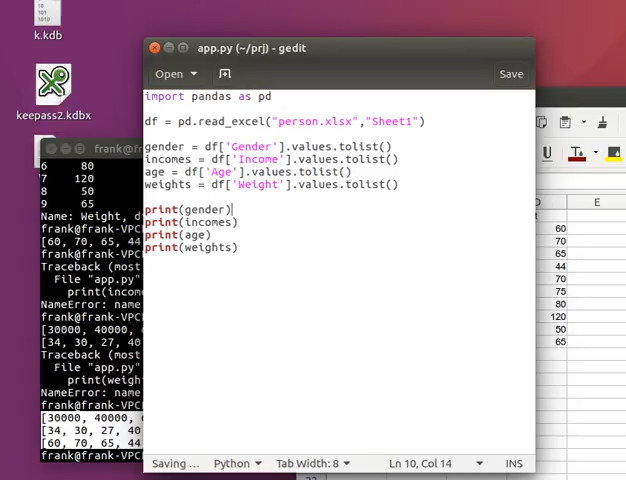 k.kdb
keepass2.kdbx
app.py (~/prj) - gedit
Open
Save
import pandas as pd
df = pd.read_excel("person.xlsx","Sheet1")
gender = df['Gender'].values.tolist()
incomes = df['Income'].values.tolist()
age = df['Age'].values.tolist()
weights = df['Weight'].values.tolist()
print(gender)
print(incomes)
print(age)
print(weights)
Saving ...
Python
Tab Width: 8
Ln 10, Col 14
INS
frank@
6 80
7 120
8 50
9 65
Name: Weight, d
frank@frank-VPC
[60, 70, 65, 44
Traceback (most
File "app.py"
print(incom
NameError: name
frank@frank-VPC
[30000, 40000,
[34, 30, 27, 40
Traceback (most
File "app.py"
print(weigh
NameError: name
frank@frank-VPC
[30000, 40000,
[34, 30, 27, 40
[60, 70, 65, 44
frank@frank-VPC
E
60
70
65
44
70
75
80
120
50
65